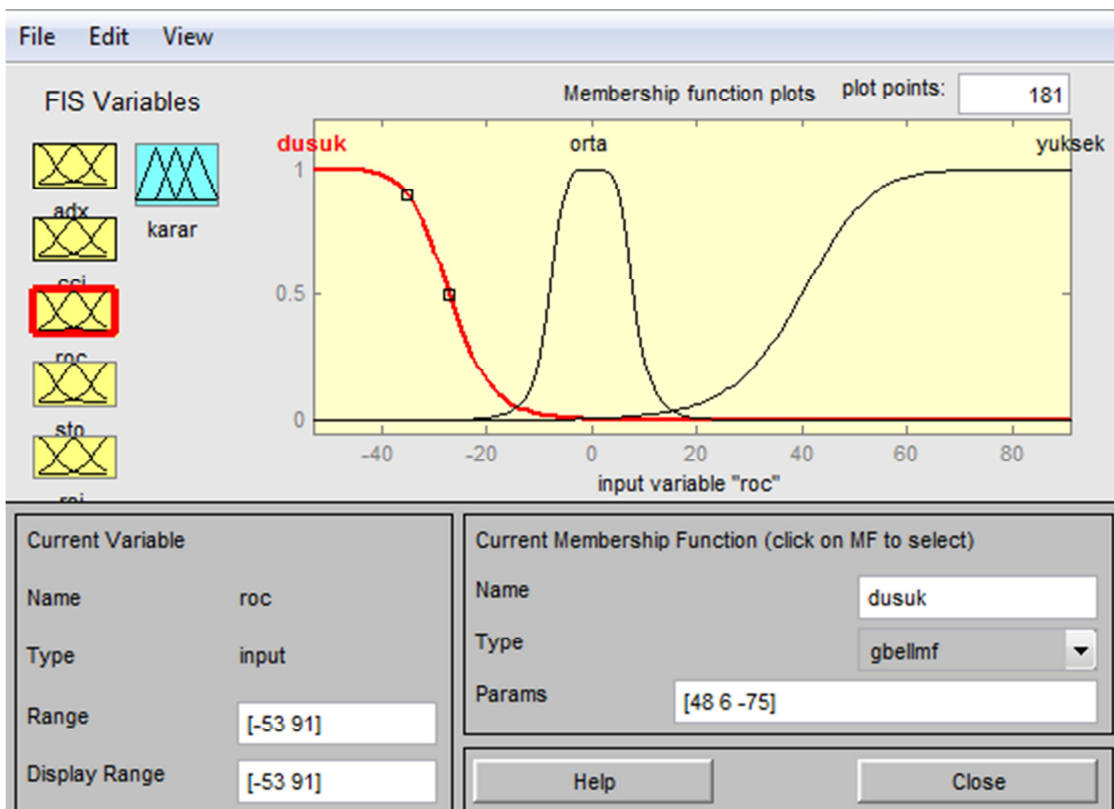 File Edit View
FIS Variables
Membership function plots plot points: 181
adx
karar
cci
roc
sto
rsi
dusuk orta yuksek
1
0.5
0
-40 -20 0 20 40 60 80
input variable "roc"
Current Variable
Name roc
Type input
Range [-53 91]
Display Range [-53 91]
Current Membership Function (click on MF to select)
Name dusuk
Type gbellmf
Params [48 6 -75]
Help Close